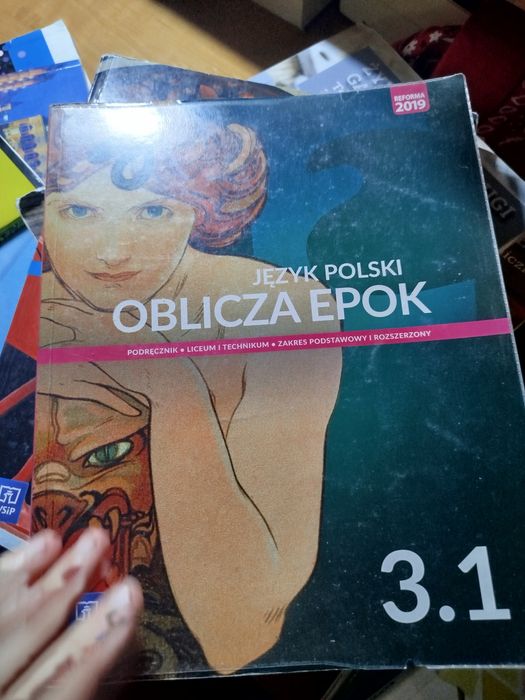 REFORMA
2019
JĘZYK POLSKI
OBLICZA EPOK
PODRĘCZNIK • LICEUM I TECHNIKUM • ZAKRES PODSTAWOWY I ROZSZERZONY
3.1